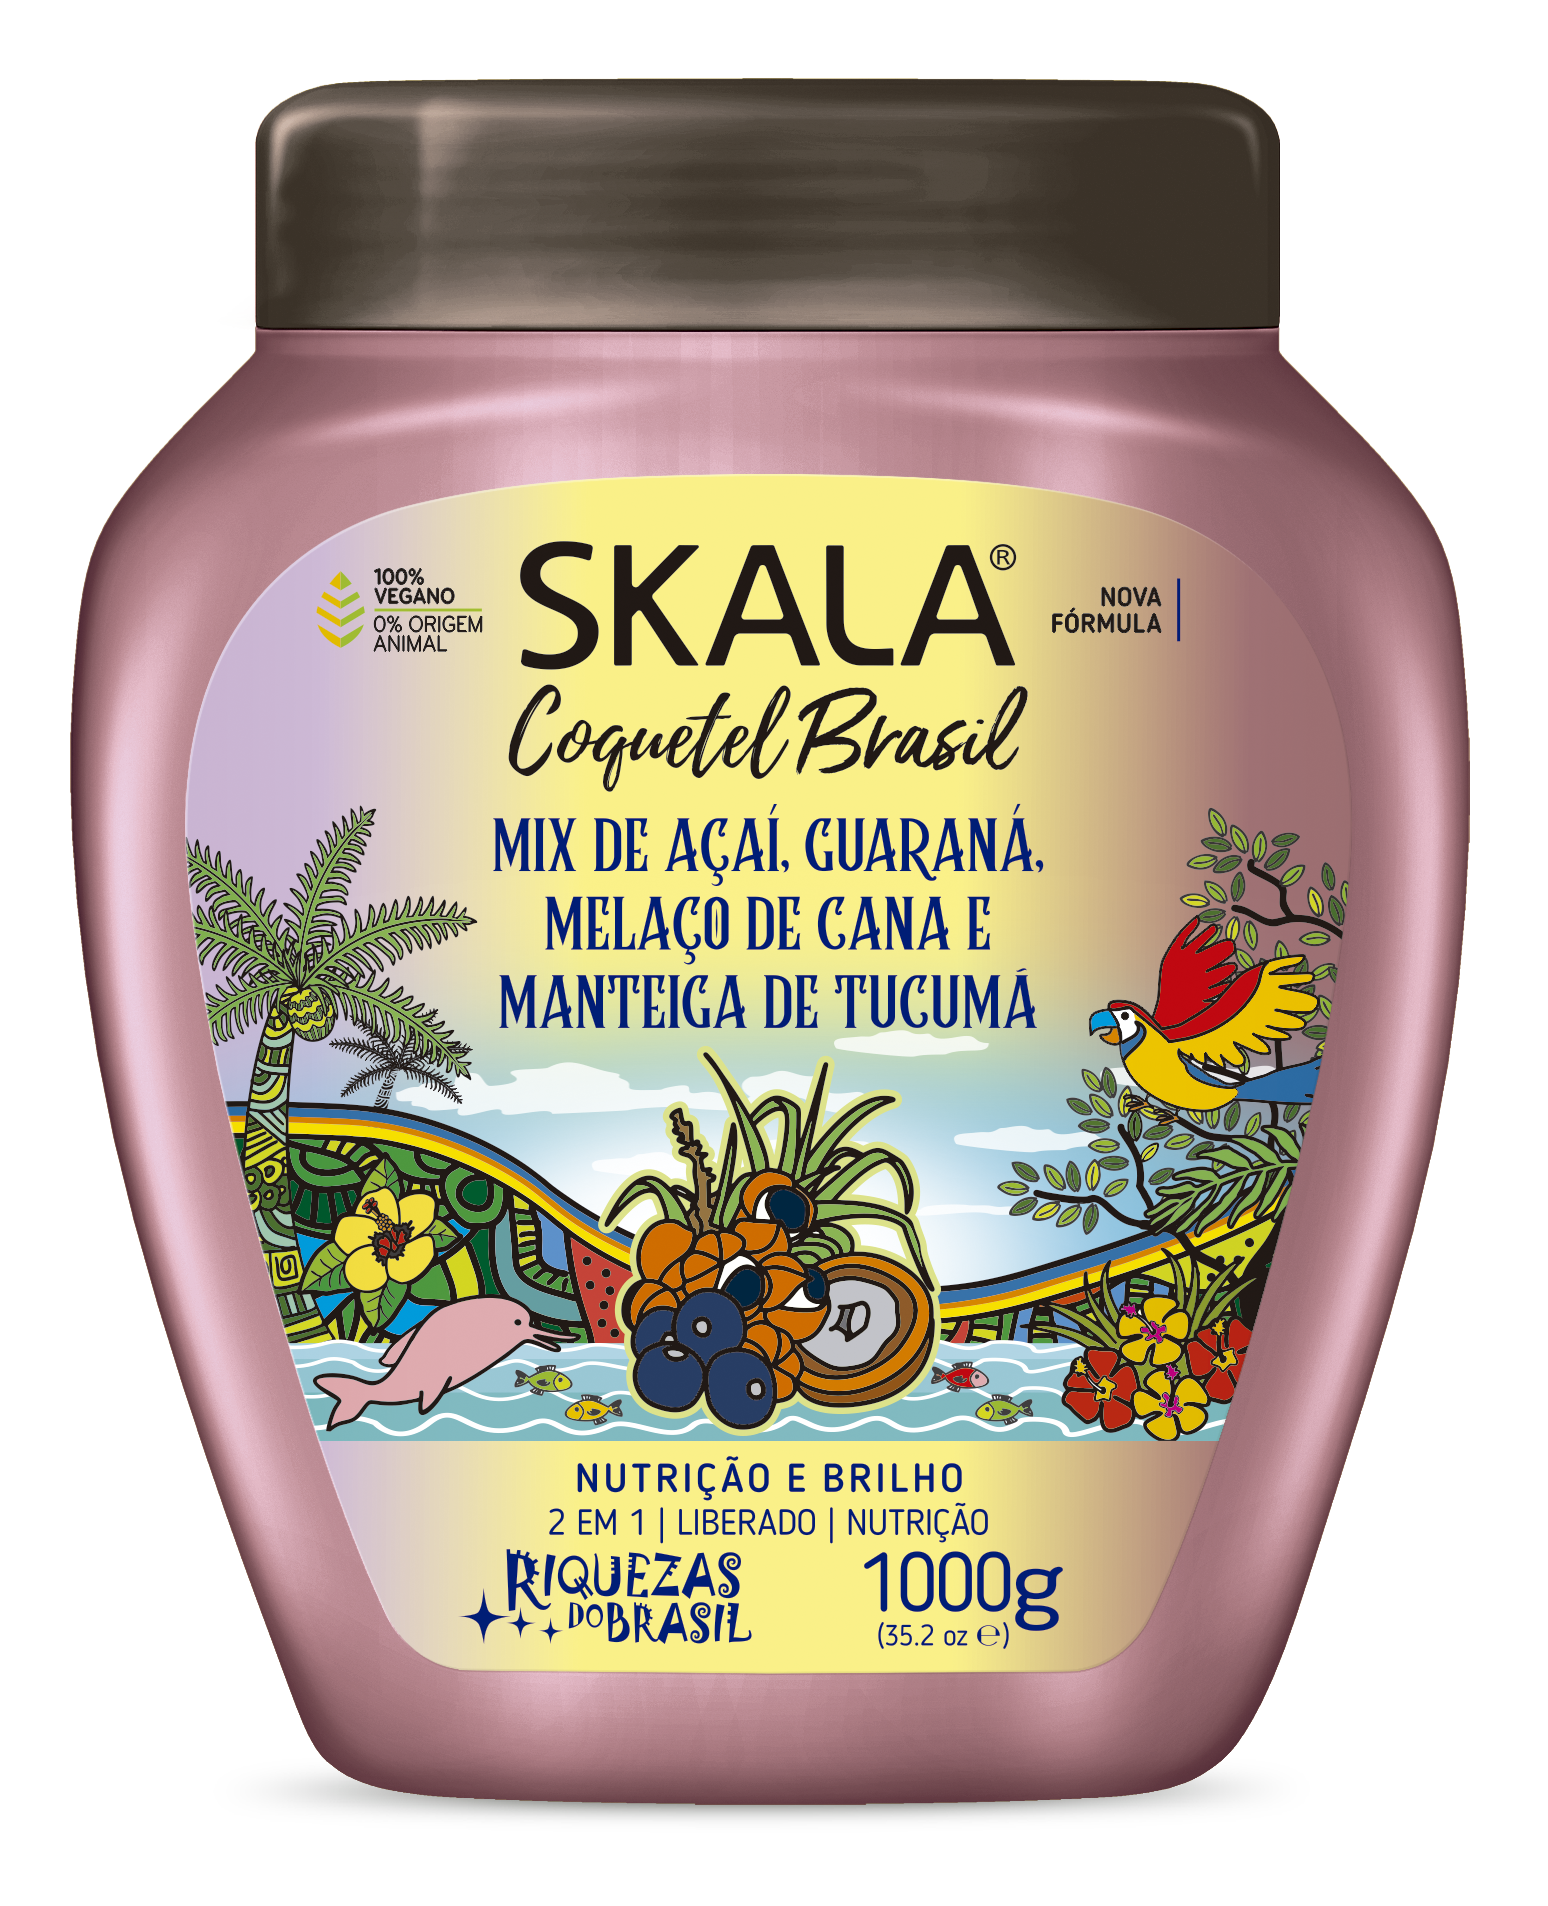 100%
VEGANO
0% ORIGEM
ANIMAL
SKALA®
NOVA
FÓRMULA
Coquetel Brasil
MIX DE AÇAÍ, GUARANÁ,
MELAÇO DE CANA E
MANTEIGA DE TUCUMÁ
NUTRIÇÃO E BRILHO
2 EM 1 | LIBERADO | NUTRIÇÃO
RIQUEZAS
DO BRASIL
1000g
(35.2 oz ℮)